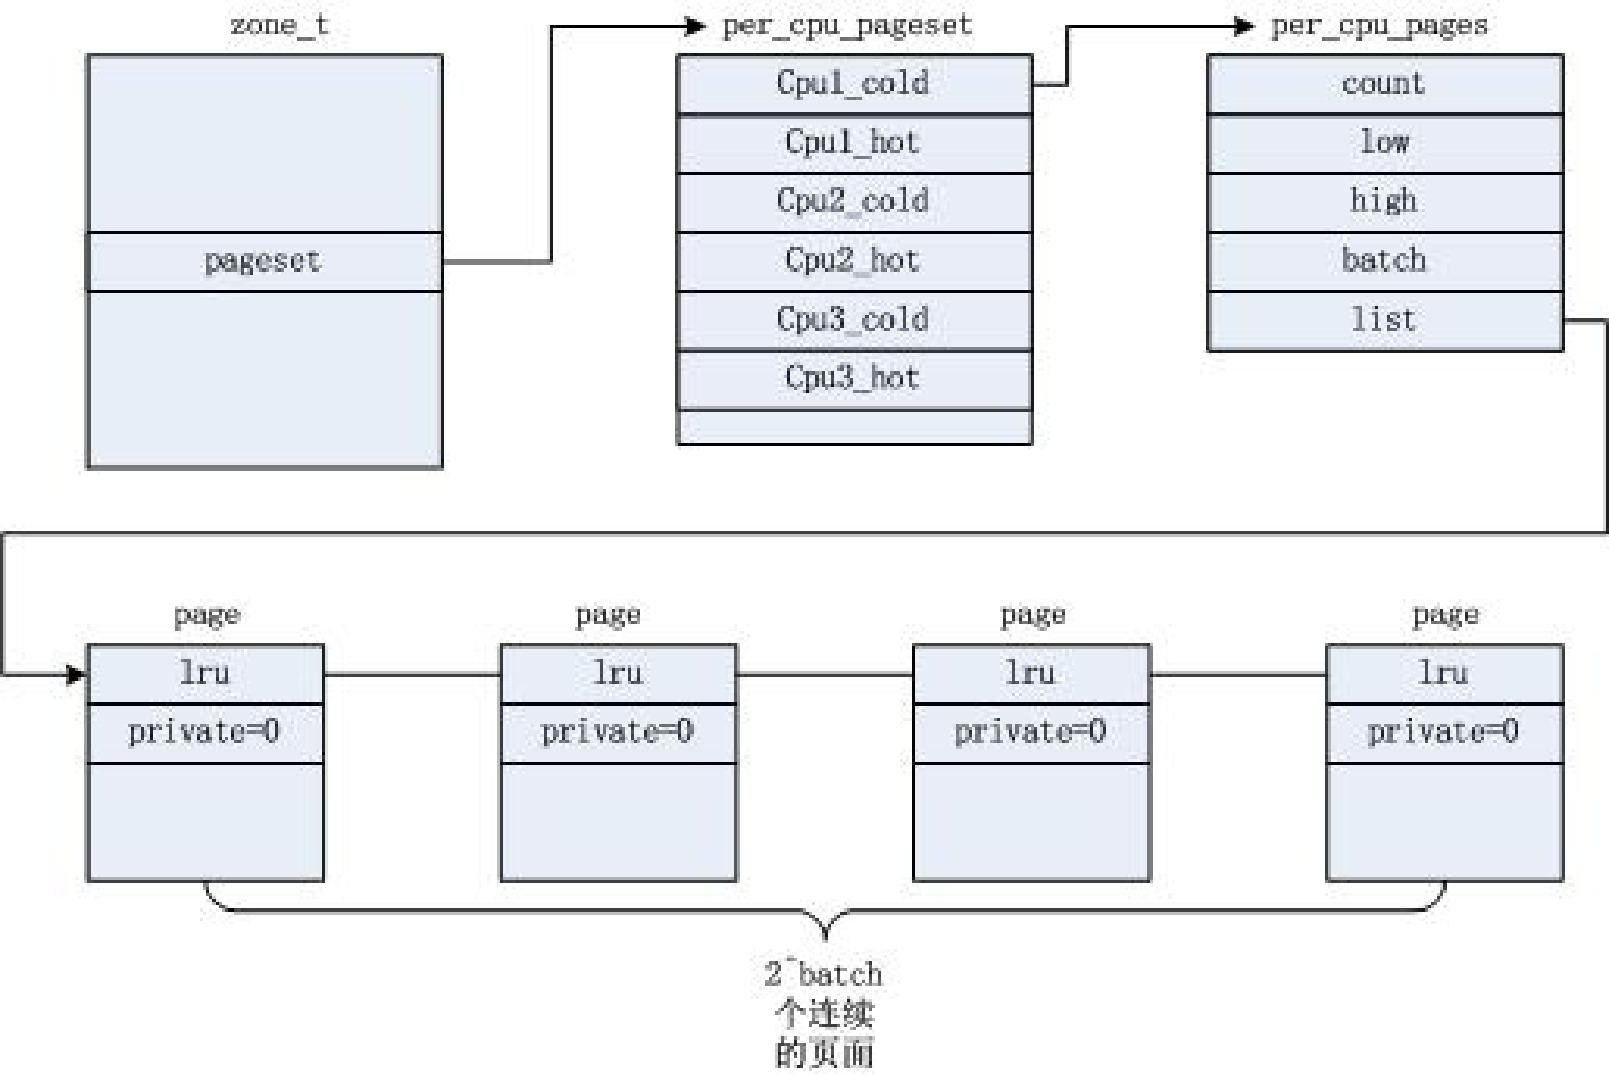 zone_t
per_cpu_pageset
per_cpu_pages
pageset
Cpu1_cold
Cpu1_hot
Cpu2_cold
Cpu2_hot
Cpu3_cold
Cpu3_hot
count
low
high
batch
list
page
lru
private=0
page
lru
private=0
page
lru
private=0
page
lru
private=0
2^batch
个连续
的页面